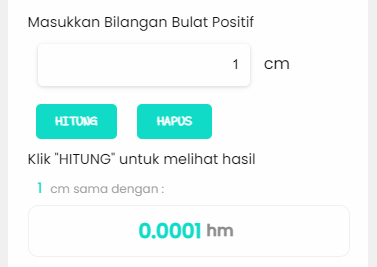 Masukkan Bilangan Bulat Positif
1 cm
HITUNG HAPUS
Klik "HITUNG" untuk melihat hasil
1 cm sama dengan :
0.0001 hm